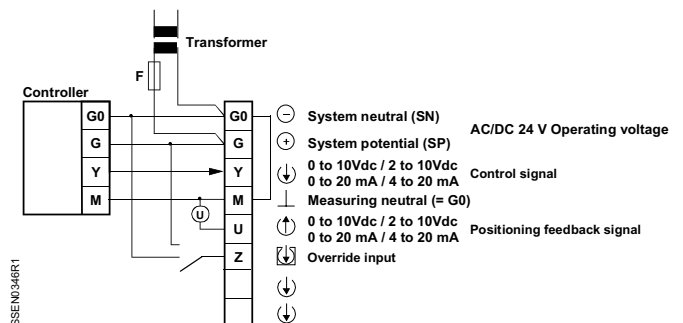 Transformer
F
Controller
G0 G0 System neutral (SN)
G G System potential (SP)
AC/DC 24 V Operating voltage
Y Y 0 to 10Vdc / 2 to 10Vdc
0 to 20 mA / 4 to 20 mA
Control signal
M M Measuring neutral (= G0)
U U 0 to 10Vdc / 2 to 10Vdc
0 to 20 mA / 4 to 20 mA
Positioning feedback signal
Z Override input
SSEN0346R1